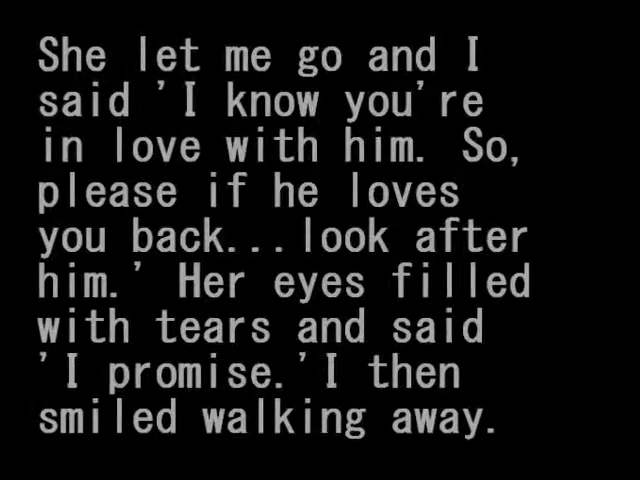 She let me go and I
said 'I know you're
in love with him. So,
please if he loves
you back...look after
him.' Her eyes filled
with tears and said
'I promise.'I then
smiled walking away.